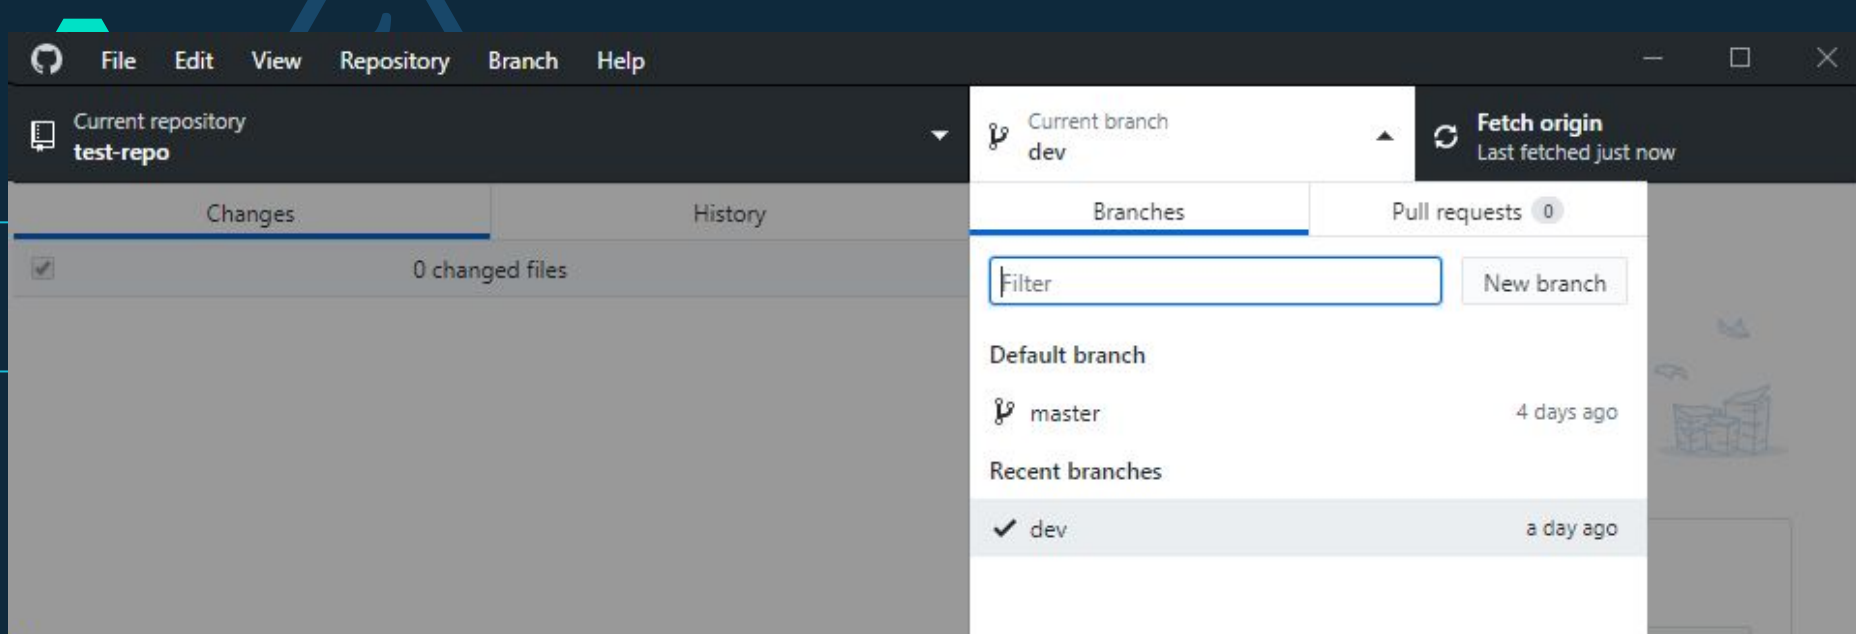 File Edit View Repository Branch Help
Current repository
test-repo
Current branch
dev
Fetch origin
Last fetched just now
Changes
History
0 changed files
Branches
Pull requests 0
Filter
New branch
Default branch
master 4 days ago
Recent branches
dev a day ago